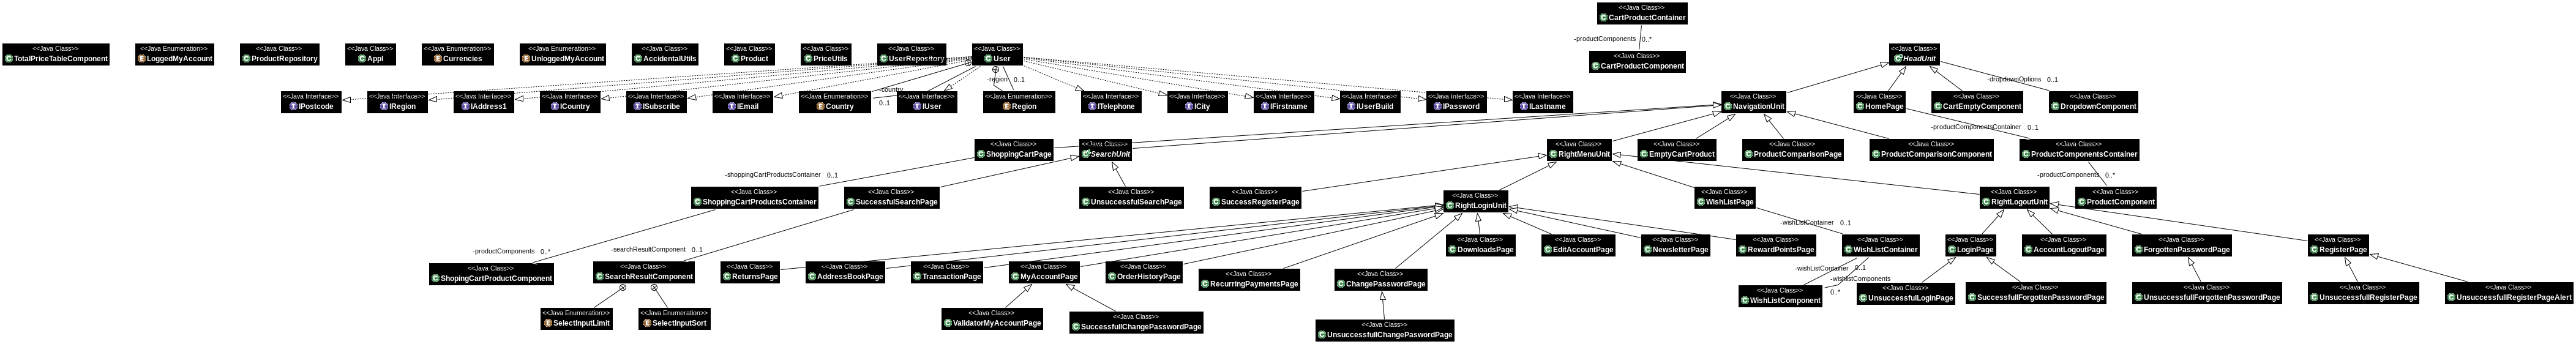 <<Java Class>>
CartProductContainer
-productComponents 0..*
<<Java Class>>
CartProductComponent
<<Java Class>>
TotalPriceTableComponent
<<Java Enumeration>>
LoggedMyAccount
<<Java Class>>
ProductRepository
<<Java Class>>
Appl
<<Java Enumeration>>
Currencies
<<Java Enumeration>>
UnloggedMyAccount
<<Java Class>>
AccidentalUtils
<<Java Class>>
Product
<<Java Class>>
PriceUtils
<<Java Class>>
UserRepository
<<Java Class>>
User
<<Java Class>>
HeadUnit
-region 0..1
-country
0..1
-dropdownOptions 0..1
<<Java Interface>>
IPostcode
<<Java Interface>>
IRegion
<<Java Interface>>
IAddress1
<<Java Interface>>
ICountry
<<Java Interface>>
ISubscribe
<<Java Interface>>
IEmail
<<Java Enumeration>>
Country
<<Java Interface>>
IUser
<<Java Enumeration>>
Region
<<Java Interface>>
ITelephone
<<Java Interface>>
ICity
<<Java Interface>>
IFirstname
<<Java Interface>>
IUserBuild
<<Java Interface>>
IPassword
<<Java Interface>>
ILastname
<<Java Class>>
NavigationUnit
<<Java Class>>
HomePage
<<Java Class>>
CartEmptyComponent
<<Java Class>>
DropdownComponent
-productComponentsContainer 0..1
<<Java Class>>
ShoppingCartPage
<<Java Class>>
SearchUnit
<<Java Class>>
RightMenuUnit
<<Java Class>>
EmptyCartProduct
<<Java Class>>
ProductComparisonPage
<<Java Class>>
ProductComparisonComponent
<<Java Class>>
ProductComponentsContainer
-shoppingCartProductsContainer 0..1
-productComponents 0..*
<<Java Class>>
ShoppingCartProductsContainer
<<Java Class>>
SuccessfulSearchPage
<<Java Class>>
UnsuccessfulSearchPage
<<Java Class>>
SuccessRegisterPage
<<Java Class>>
RightLoginUnit
<<Java Class>>
WishListPage
<<Java Class>>
RightLogoutUnit
<<Java Class>>
ProductComponent
-productComponents 0..*
-searchResultComponent 0..1
-wishListContainer 0..1
<<Java Class>>
DownloadsPage
<<Java Class>>
EditAccountPage
<<Java Class>>
NewsletterPage
<<Java Class>>
RewardPointsPage
<<Java Class>>
WishListContainer
<<Java Class>>
LoginPage
<<Java Class>>
AccountLogoutPage
<<Java Class>>
ForgottenPasswordPage
<<Java Class>>
RegisterPage
<<Java Class>>
ShopingCartProductComponent
<<Java Class>>
SearchResultComponent
<<Java Class>>
ReturnsPage
<<Java Class>>
AddressBookPage
<<Java Class>>
TransactionPage
<<Java Class>>
MyAccountPage
<<Java Class>>
OrderHistoryPage
<<Java Class>>
RecurringPaymentsPage
<<Java Class>>
ChangePasswordPage
-wishListContainer 0..1
-wishlistComponents
0..*
<<Java Class>>
WishListComponent
<<Java Class>>
UnsuccessfulLoginPage
<<Java Class>>
SuccessfulForgottenPasswordPage
<<Java Class>>
UnsuccessfullForgottenPasswordPage
<<Java Class>>
UnsuccessfullRegisterPage
<<Java Class>>
UnsuccessfullRegisterPageAlert
<<Java Enumeration>>
SelectInputLimit
<<Java Enumeration>>
SelectInputSort
<<Java Class>>
ValidatorMyAccountPage
<<Java Class>>
SuccessfullChangePasswordPage
<<Java Class>>
UnsuccessfullChangePaswordPage